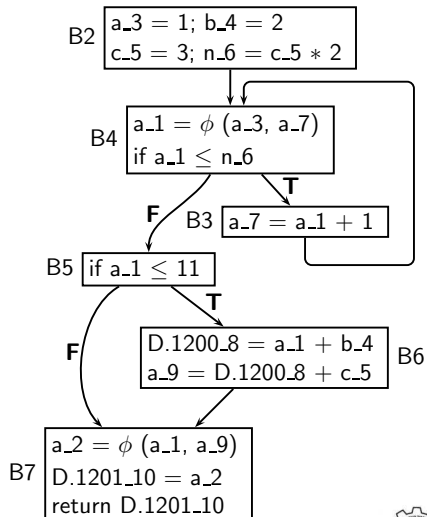 B2
a_3 = 1; b_4 = 2
c_5 = 3; n_6 = c_5 * 2
B4
a_1 = ϕ (a_3, a_7)
if a_1 ≤ n_6
F
T
B3
a_7 = a_1 + 1
B5
if a_1 ≤ 11
F
T
D.1200_8 = a_1 + b_4
a_9 = D.1200_8 + c_5
B6
B7
a_2 = ϕ (a_1, a_9)
D.1201_10 = a_2
return D.1201_10